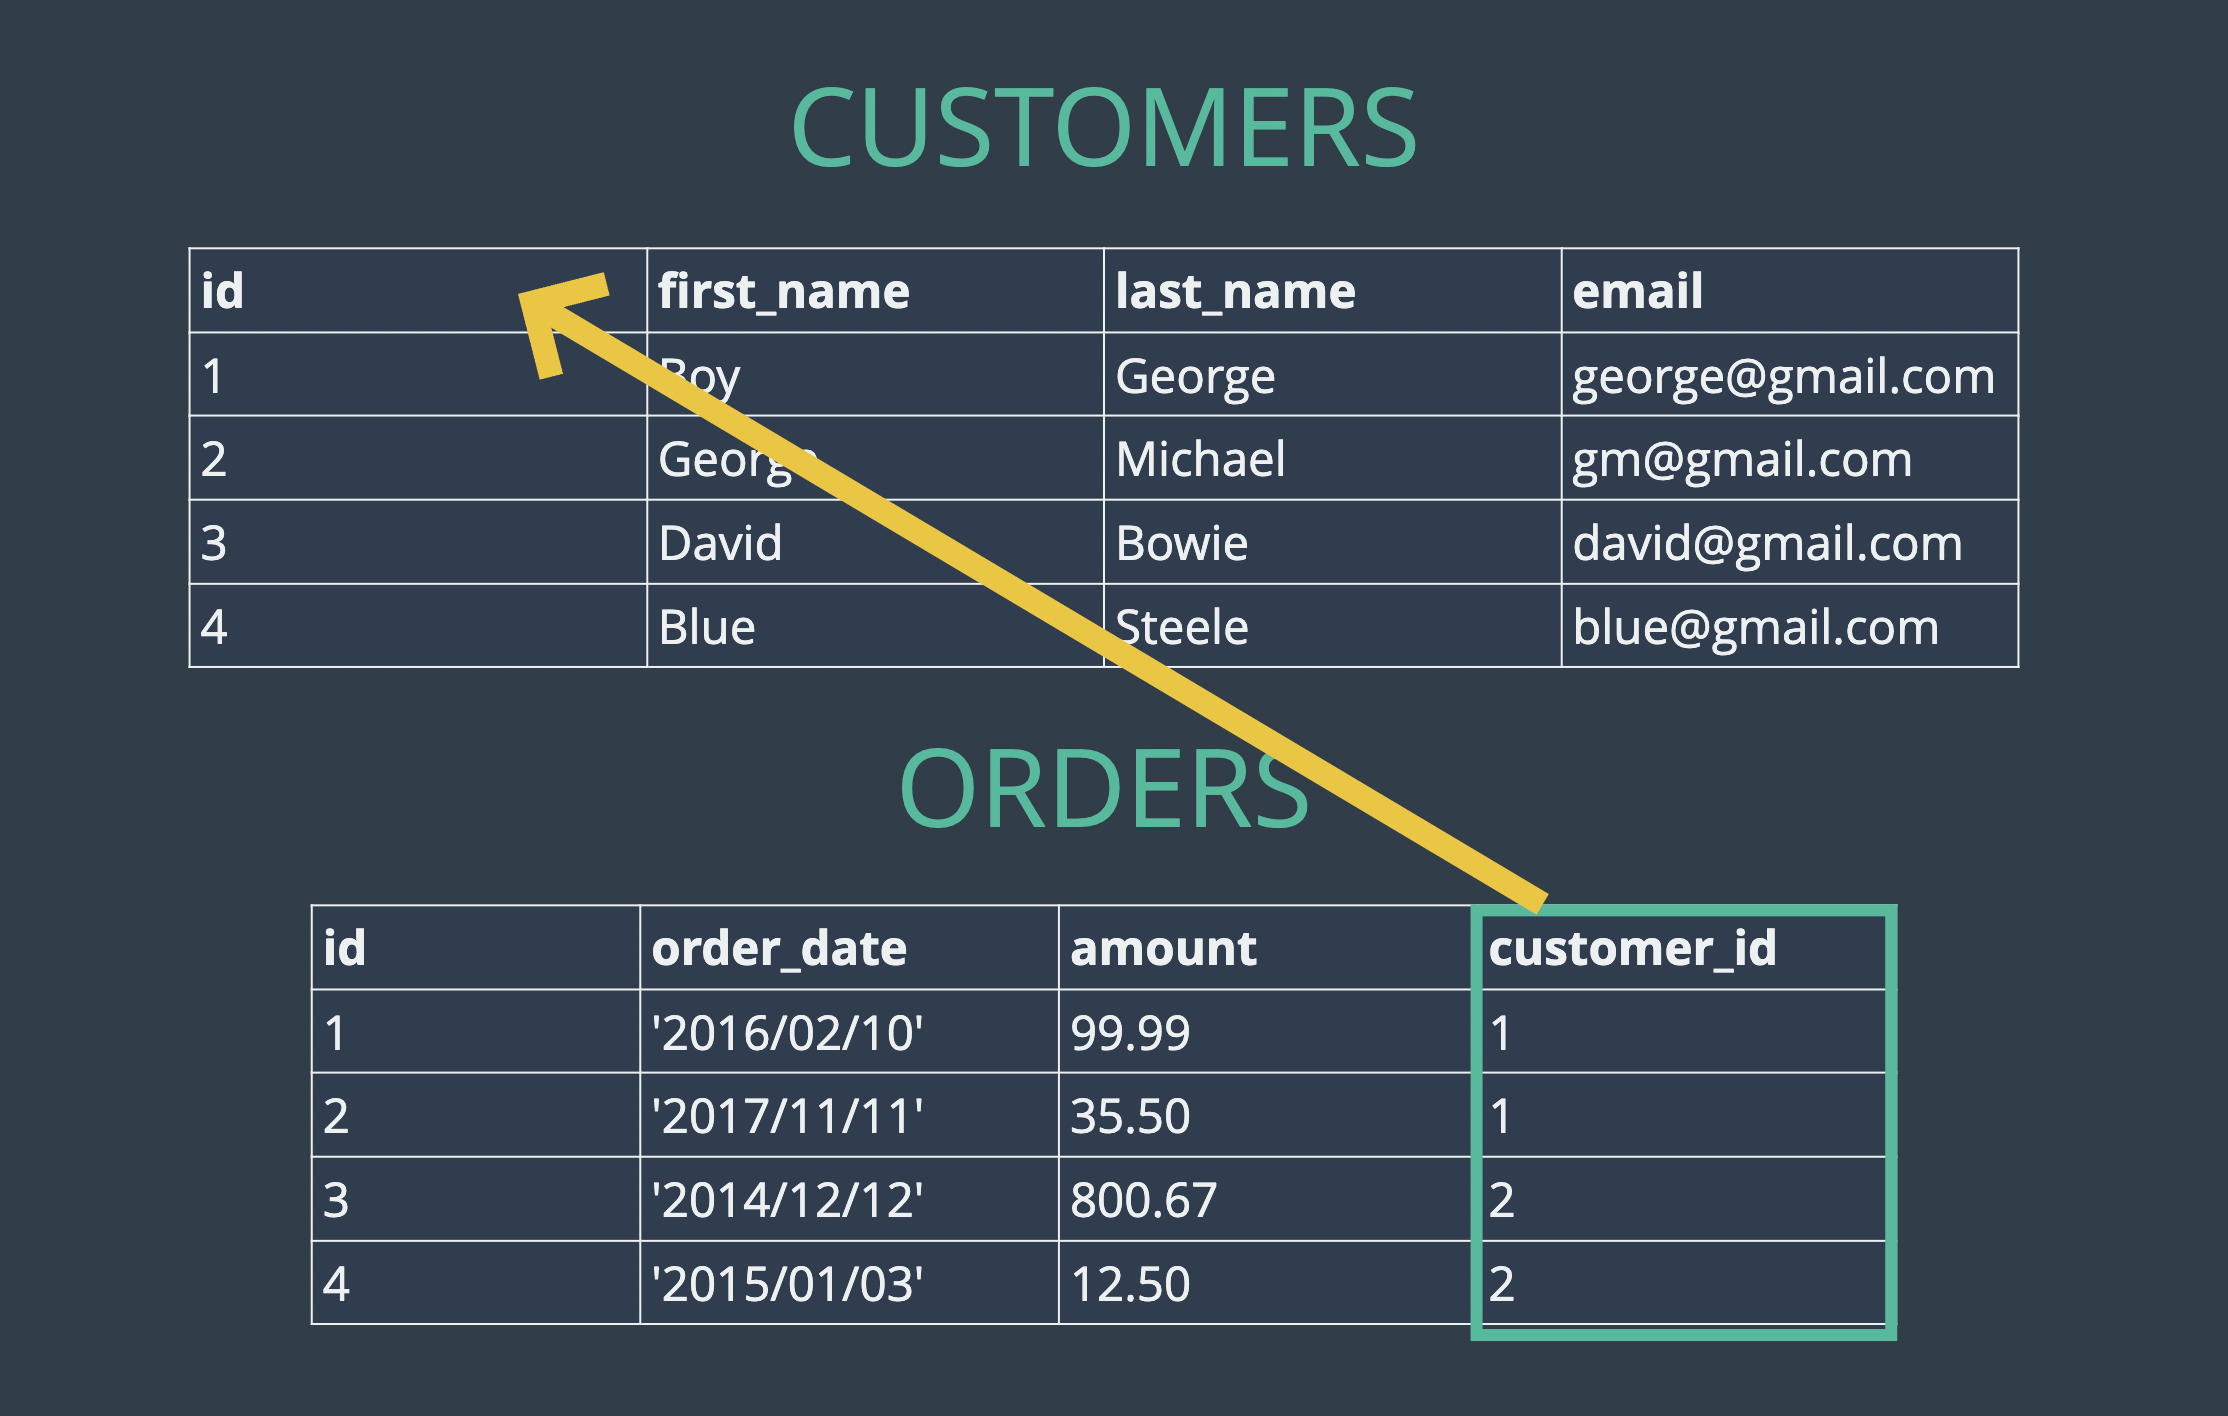 CUSTOMERS
id first_name last_name email
1 Boy George george@gmail.com
2 George Michael gm@gmail.com
3 David Bowie david@gmail.com
4 Blue Steele blue@gmail.com
ORDERS
id order_date amount customer_id
1 '2016/02/10' 99.99 1
2 '2017/11/11' 35.50 1
3 '2014/12/12' 800.67 2
4 '2015/01/03' 12.50 2